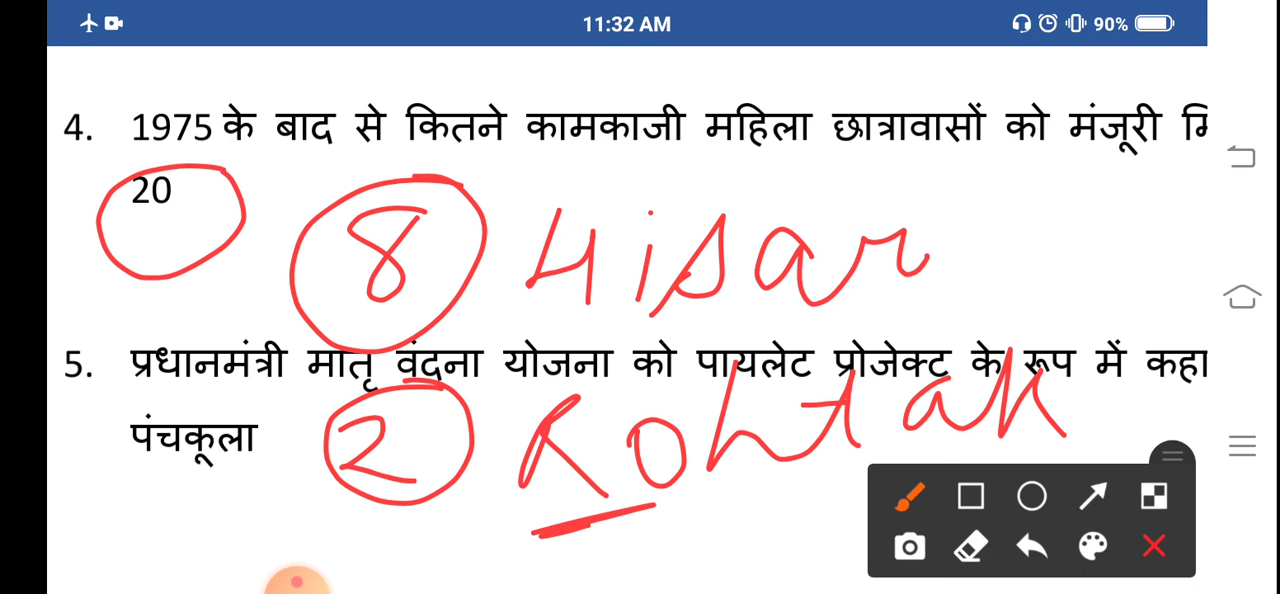 11:32 AM 90%
4. 1975 के बाद से कितने कामकाजी महिला छात्रावासों को मंजूरी
20
8 Hisar
5. प्रधानमंत्री मातृ वंदना योजना को पायलेट प्रोजेक्ट के रूप में कहा
पंचकूला
2 Rohtak